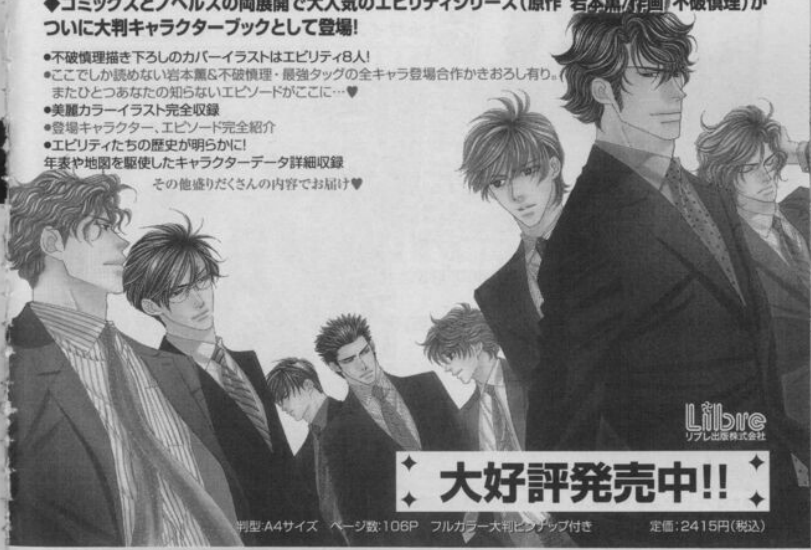 ◆コミックスとノベルスの両展開で大人気のエビリティシリーズ(原作 岩本薫/作画 不破慎理)が
ついに大判キャラクターブックとして登場!
●不破慎理描き下ろしのカバーイラストはエビリティ8人!
●ここでしか読めない岩本薫&不破慎理・最強タッグの全キャラ登場合作かきおろし有り。
またひとつあなたの知らないエピソードがここに…♥
●美麗カラーイラスト完全収録
●登場キャラクター、エピソード完全紹介
●エビリティたちの歴史が明らかに!
年表や地図を駆使したキャラクターデータ詳細収録
その他盛りだくさんの内容でお届け♥
Libre
リブレ出版株式会社
大好評発売中!!
判型:A4サイズ ページ数:106P フルカラー大判ピンナップ付き 定価:2415円(税込)